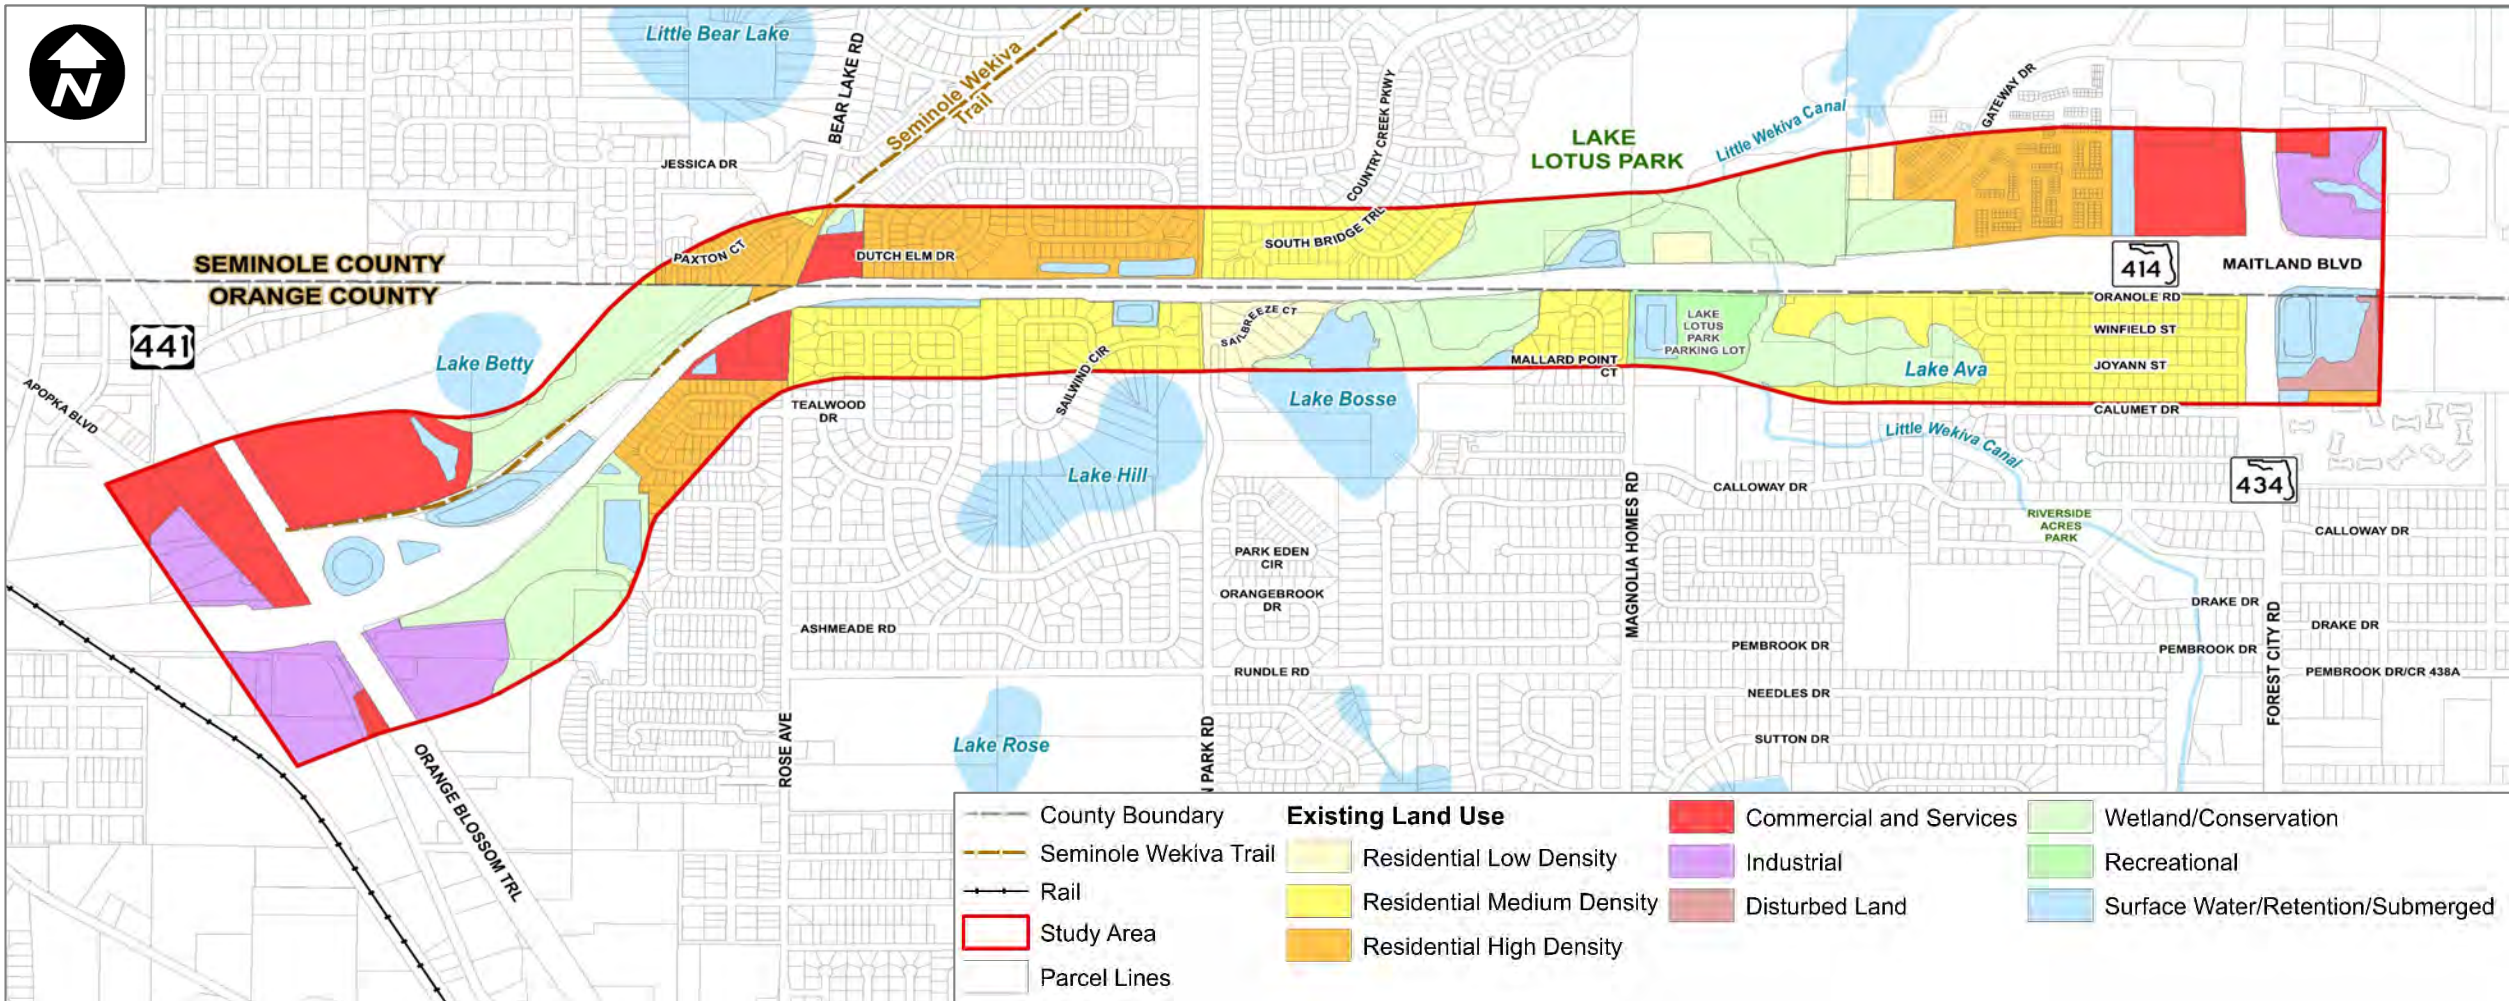 N
Little Bear Lake
BEAR LAKE RD
Seminole Wekiva
Trail
JESSICA DR
COUNTRY CREEK PKWY
LAKE
LOTUS PARK
Little Wekiva Canal
GATEWAY DR
SEMINOLE COUNTY
ORANGE COUNTY
PAXTON CT
DUTCH ELM DR
SOUTH BRIDGE TRL
414
MAITLAND BLVD
ORANOLE RD
WINFIELD ST
JOYANN ST
CALUMET DR
441
APOPKA BLVD
Lake Betty
SAILBREEZE CT
SAILWIND CIR
LAKE
LOTUS
PARK
PARKING LOT
MALLARD POINT
CT
Lake Ava
TEALWOOD
DR
Lake Bosse
Lake Hill
Little Wekiva Canal
434
CALLOWAY DR
MAGNOLIA HOMES RD
RIVERSIDE
ACRES
PARK
CALLOWAY DR
PARK EDEN
CIR
ORANGEBROOK
DR
DRAKE DR
DRAKE DR
ASHMEADE RD
PEMBROOK DR
PEMBROOK DR
FOREST CITY RD
PEMBROOK DR/CR 438A
RUNDLE RD
NEEDLES DR
SUTTON DR
Lake Rose
ROSE AVE
PARK RD
ORANGE BLOSSOM TRL
County Boundary
Seminole Wekiva Trail
Rail
Study Area
Parcel Lines
Existing Land Use
Residential Low Density
Residential Medium Density
Residential High Density
Commercial and Services
Industrial
Disturbed Land
Wetland/Conservation
Recreational
Surface Water/Retention/Submerged